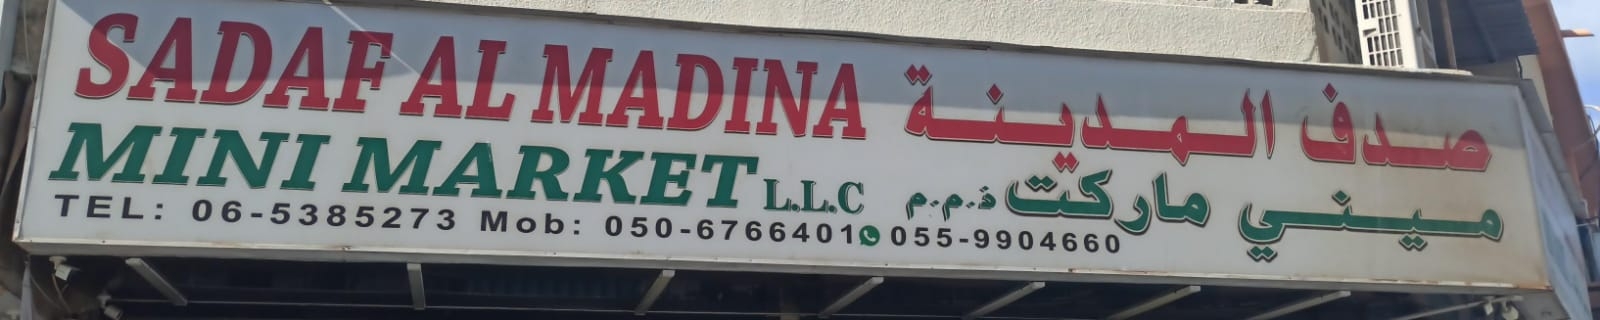 SADAF AL MADINA صدف المدينة
MINI MARKET L.L.C ميني ماركت ذ.م.م
TEL: 06-5385273 Mob: 050-6766401 055-9904660